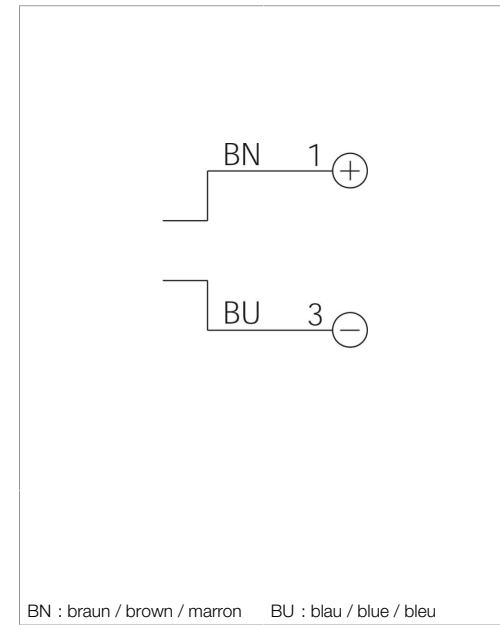 BN 1 +
BU 3 −
BN : braun / brown / marron BU : blau / blue / bleu